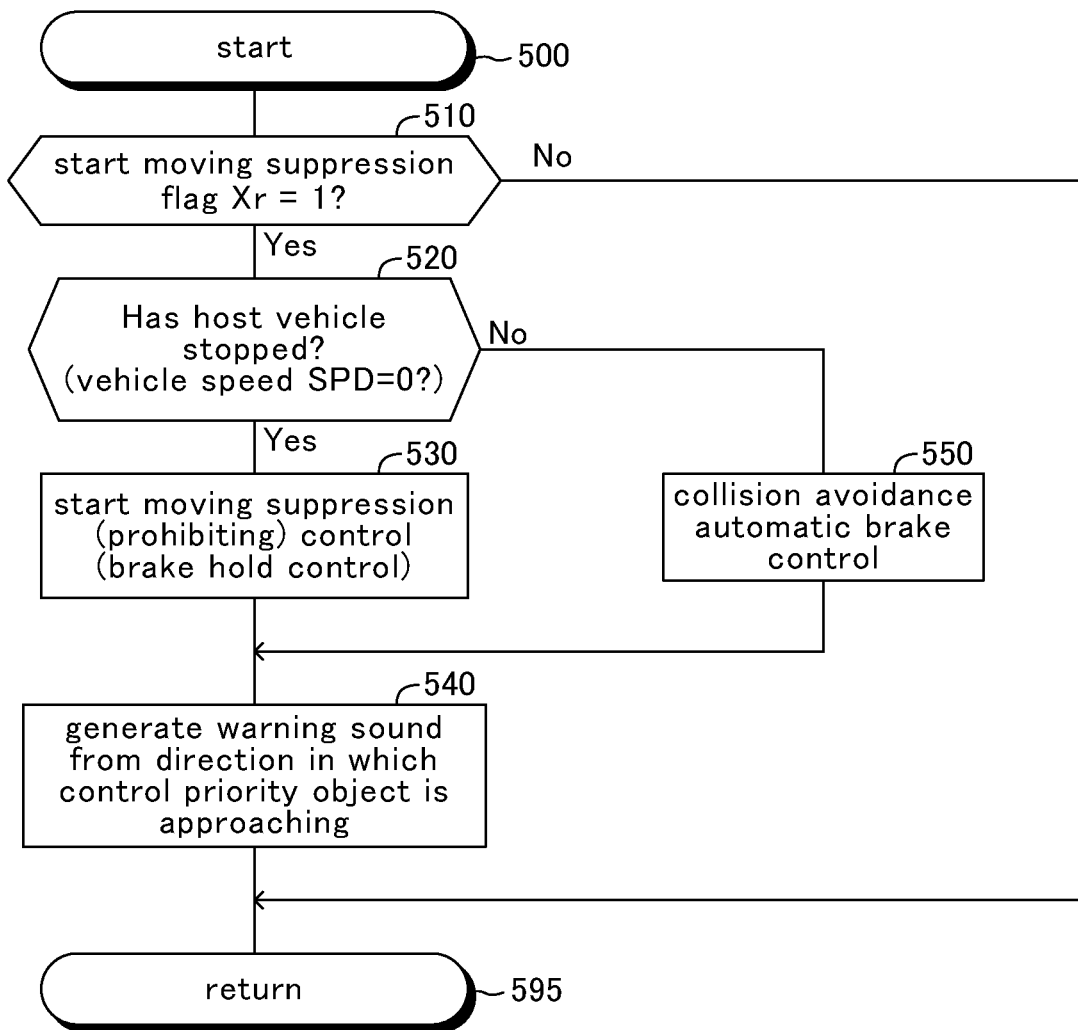 start
500
510
start moving suppression
flag Xr = 1?
No
Yes
520
Has host vehicle
stopped?
(vehicle speed SPD=0?)
No
Yes
530
start moving suppression
(prohibiting) control
(brake hold control)
550
collision avoidance
automatic brake
control
540
generate warning sound
from direction in which
control priority object is
approaching
return
595